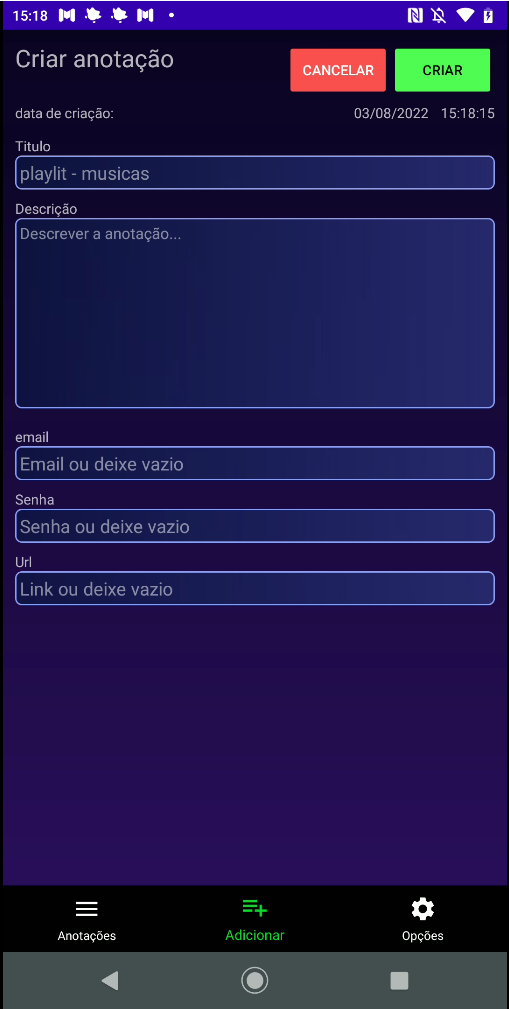 15:18
Criar anotação
CANCELAR
CRIAR
data de criação: 03/08/2022 15:18:15
Titulo
playlit - musicas
Descrição
Descrever a anotação...
email
Email ou deixe vazio
Senha
Senha ou deixe vazio
Url
Link ou deixe vazio
Anotações
Adicionar
Opções